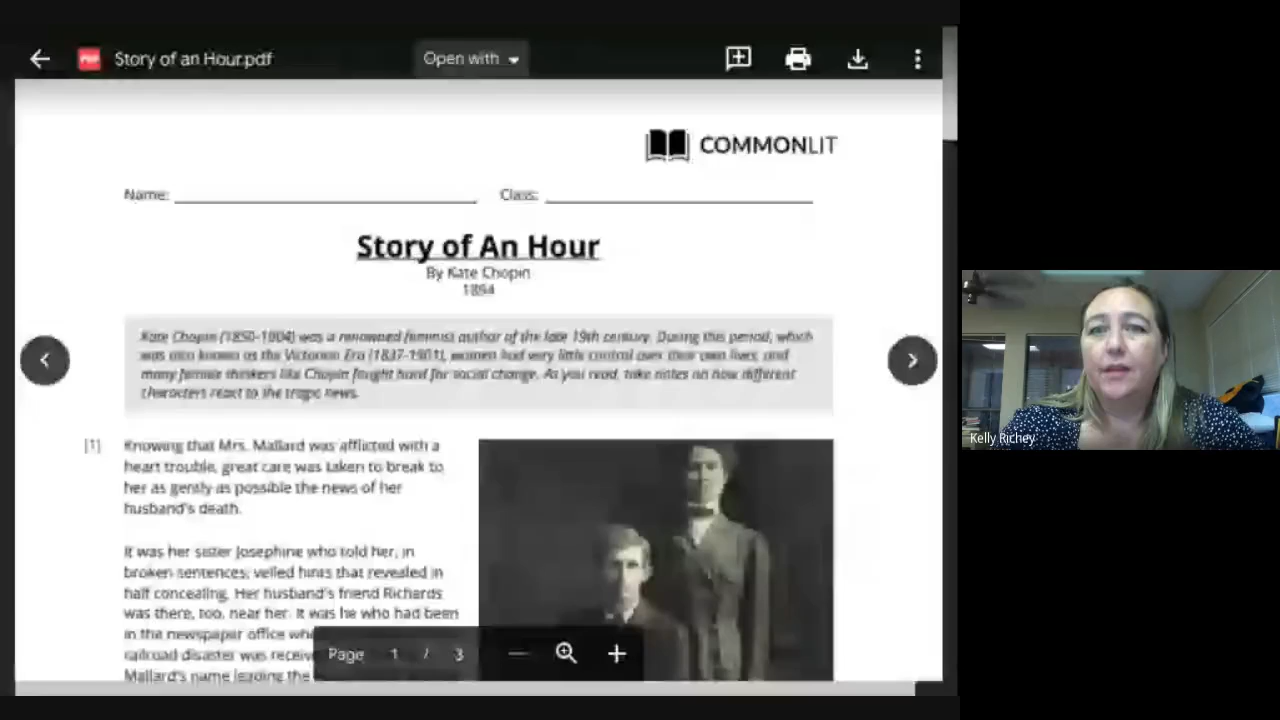 Story of an Hour.pdf
Open with
COMMONLIT
Name:
Class:
Story of An Hour
By Kate Chopin
1894
Kate Chopin (1850-1904) was a renowned feminist author of the late 19th century. During this period, which
was also known as the Victorian Era (1837-1901), women had very little control over their own lives, and
many female thinkers like Chopin fought hard for social change. As you read, take notes on how different
characters react to the tragic news.
[1] Knowing that Mrs. Mallard was afflicted with a
heart trouble, great care was taken to break to
her as gently as possible the news of her
husband's death.
It was her sister Josephine who told her, in
broken sentences; veiled hints that revealed in
half concealing. Her husband's friend Richards
was there, too, near her. It was he who had been
in the newspaper office
railroad disaster was
Mallard's name leading the
Page 1 / 3
Kelly Richey